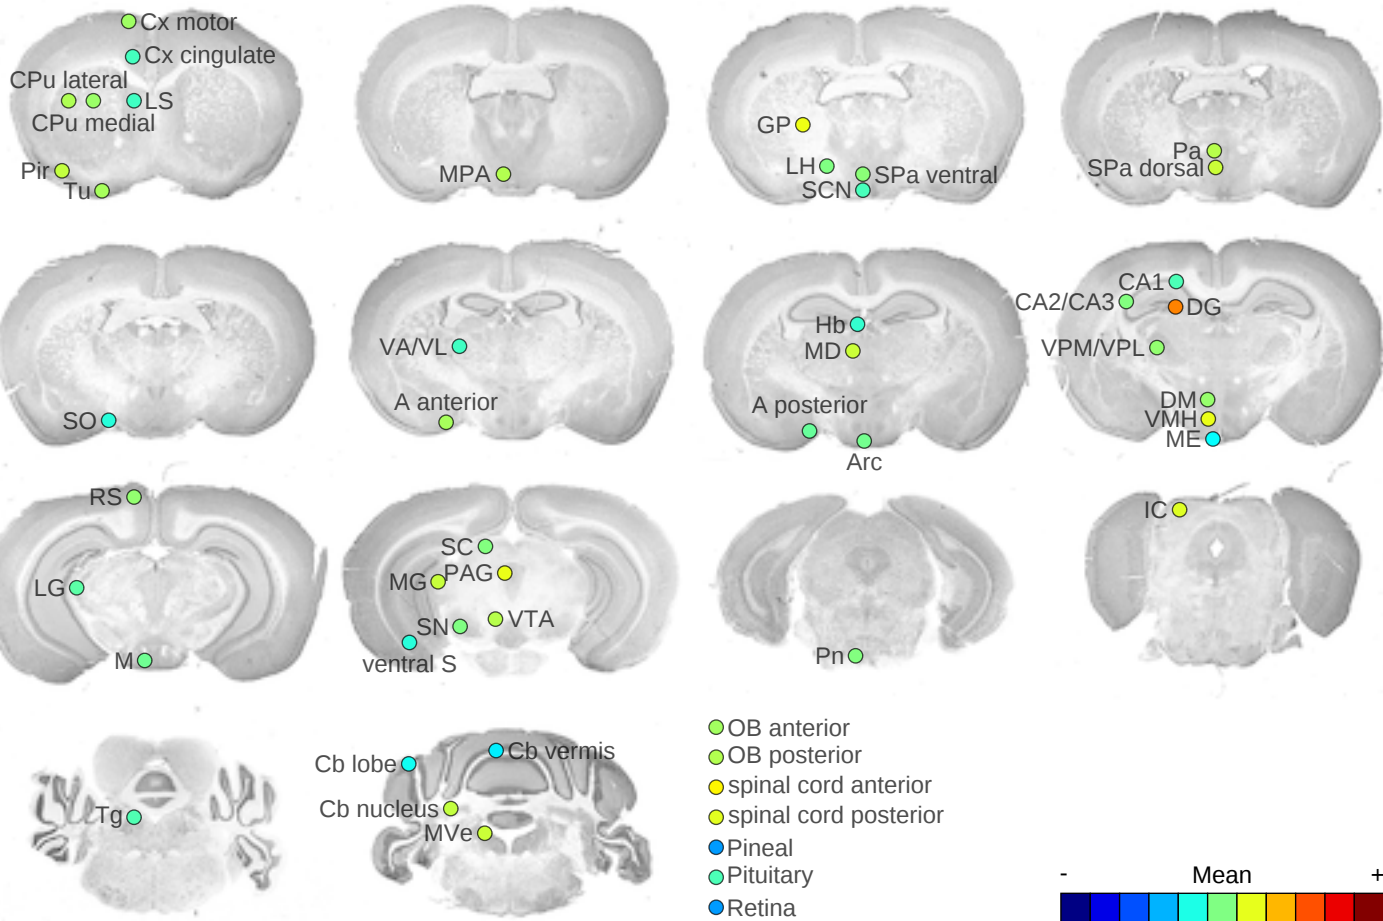 Cx motor
Cx cingulate
CPu lateral
LS
CPu medial
Pir
Tu
MPA
GP
LH
SPa ventral
SCN
Pa
SPa dorsal
SO
VA/VL
A anterior
Hb
MD
A posterior
Arc
CA1
CA2/CA3
DG
VPM/VPL
DM
VMH
ME
RS
LG
M
SC
MG
PAG
VTA
SN
ventral S
Pn
IC
Tg
Cb lobe
Cb vermis
Cb nucleus
MVe
OB anterior
OB posterior
spinal cord anterior
spinal cord posterior
Pineal
Pituitary
Retina
- Mean +